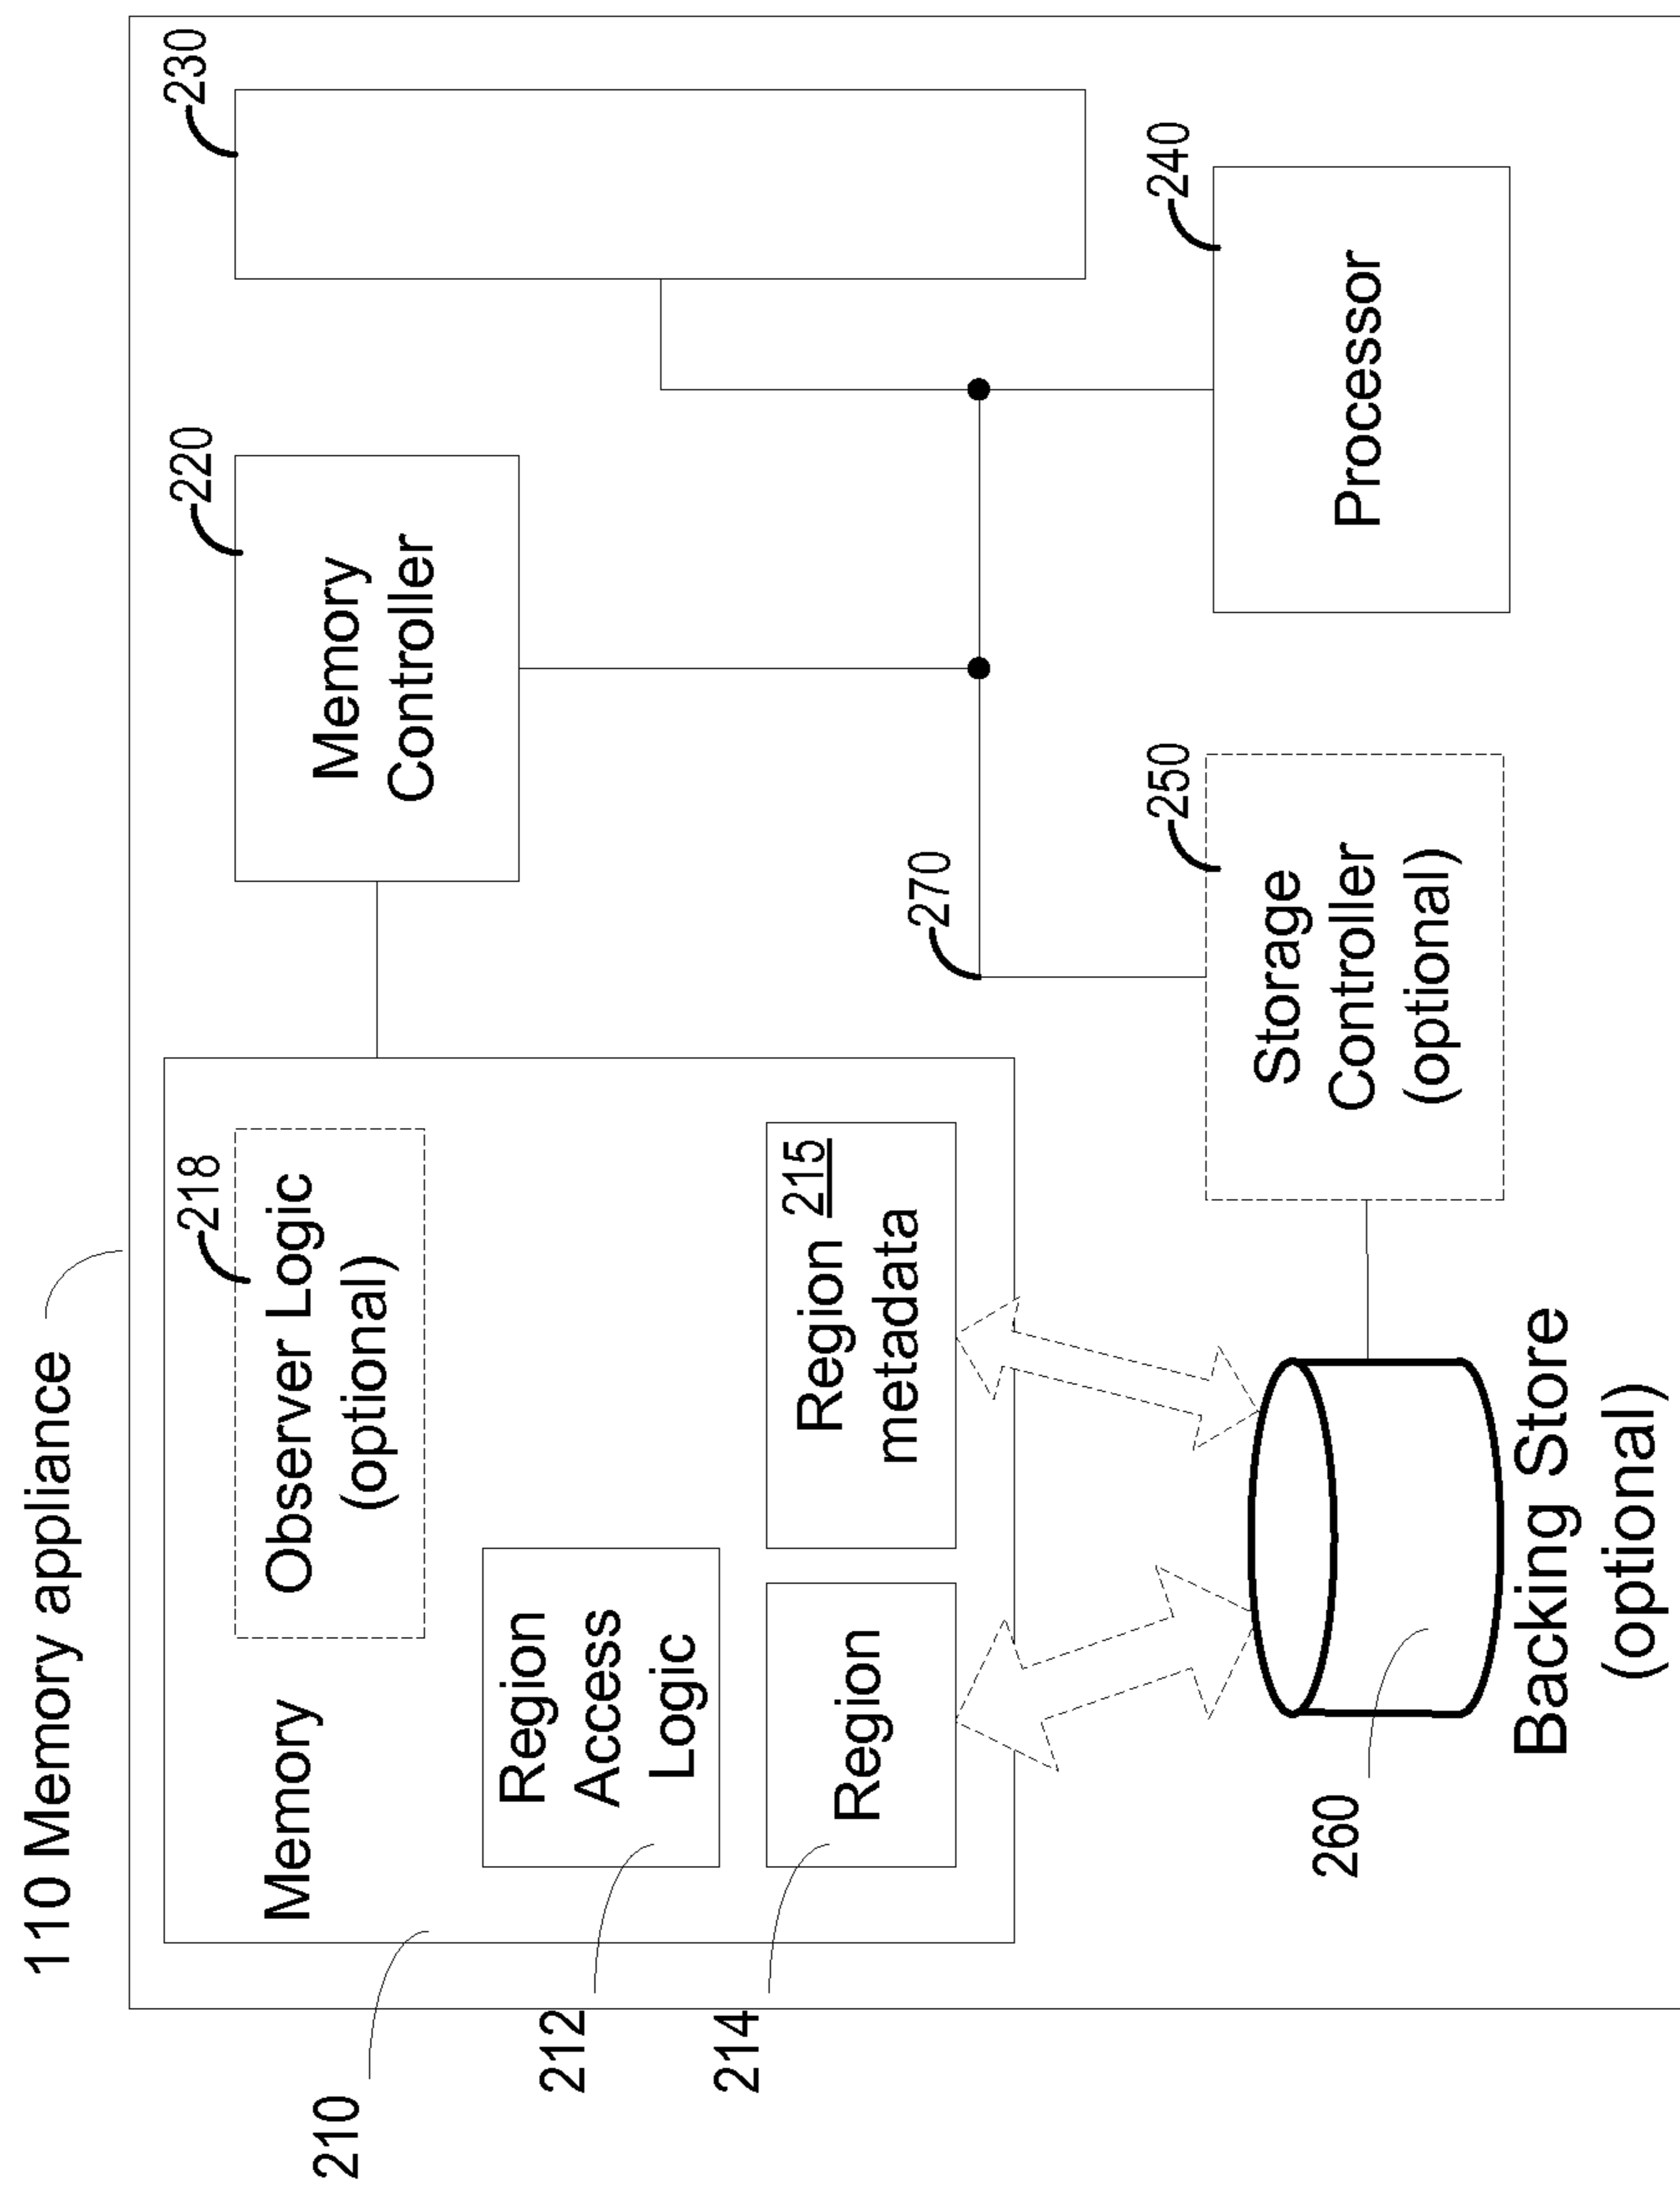 110 Memory appliance
210
Memory
218
Observer Logic
(optional)
212
Region
Access
Logic
214
Region
Region 215
metadata
220
Memory
Controller
230
270
240
Processor
250
Storage
Controller
(optional)
260
Backing Store
(optional)